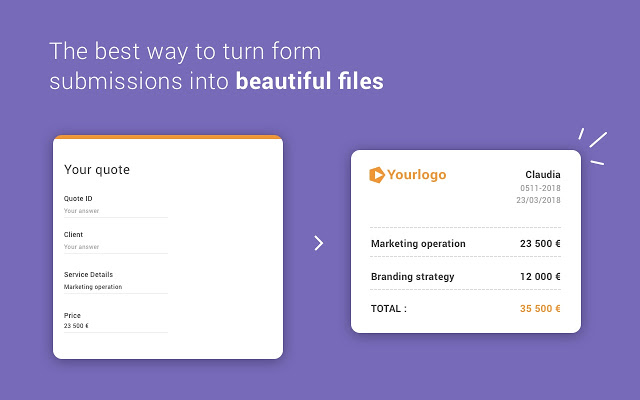 The best way to turn form
submissions into beautiful files
Your quote
Quote ID
Your answer
Client
Your answer
Service Details
Marketing operation
Price
23 500 €
Yourlogo
Claudia
0511-2018
23/03/2018
Marketing operation 23 500 €
Branding strategy 12 000 €
TOTAL : 35 500 €